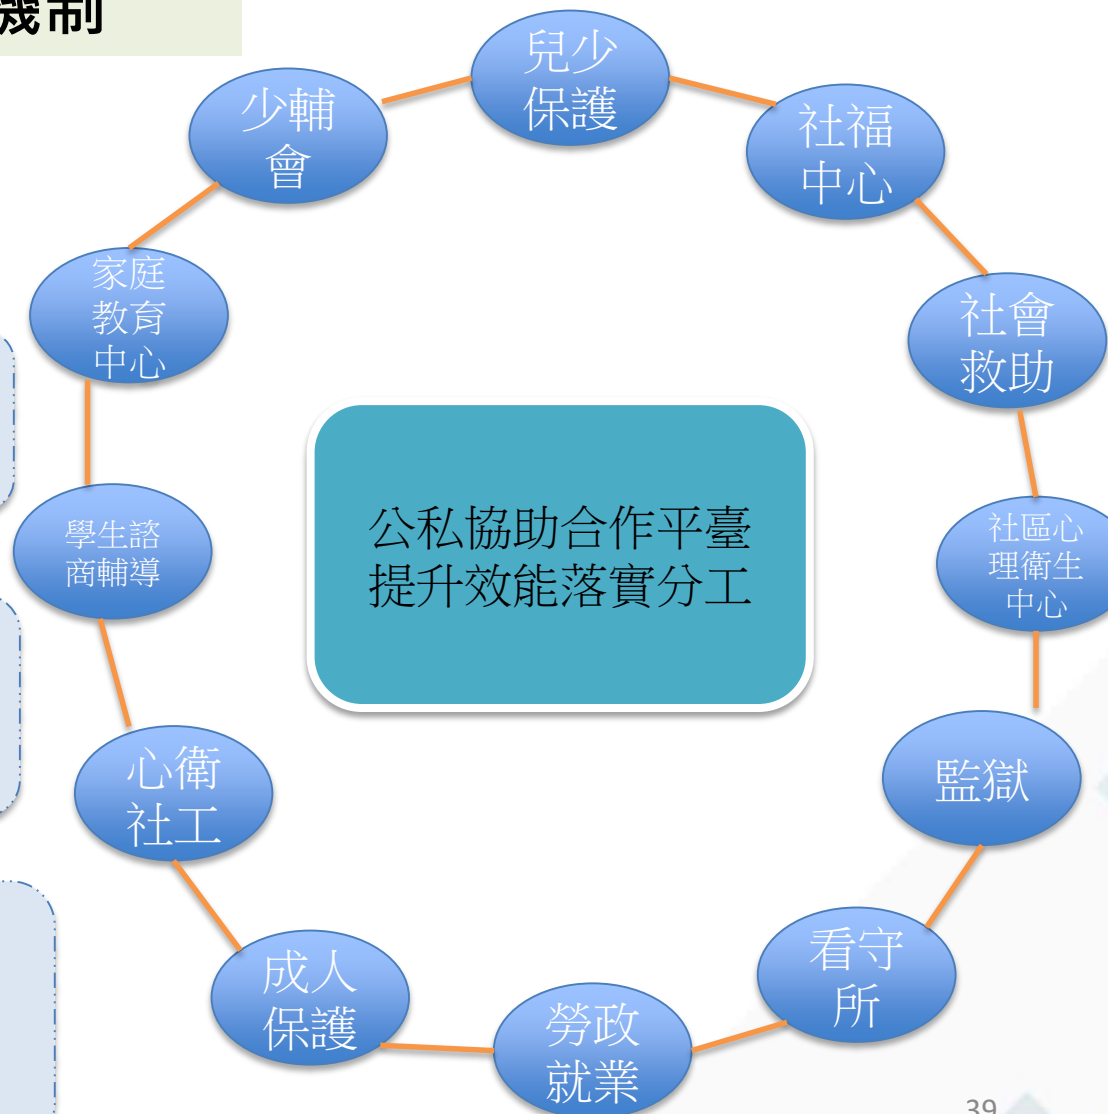 機制
兒少
保護
社福
中心
社會
救助
社區心
理衛生
中心
監獄
看守
所
勞政
就業
成人
保護
心衛
社工
學生諮
商輔導
家庭
教育
中心
少輔
會
公私協助合作平臺
提升效能落實分工
39